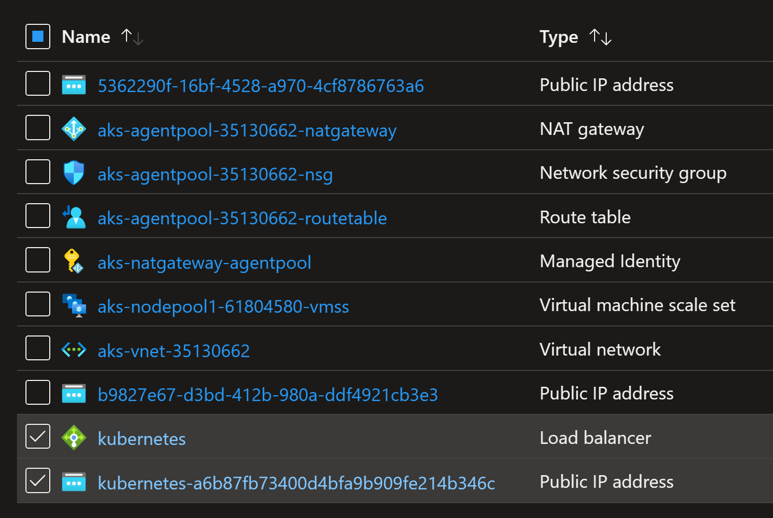 Name Type
5362290f-16bf-4528-a970-4cf8786763a6 Public IP address
aks-agentpool-35130662-natgateway NAT gateway
aks-agentpool-35130662-nsg Network security group
aks-agentpool-35130662-routetable Route table
aks-natgateway-agentpool Managed Identity
aks-nodepool1-61804580-vmss Virtual machine scale set
aks-vnet-35130662 Virtual network
b9827e67-d3bd-412b-980a-ddf4921cb3e3 Public IP address
kubernetes Load balancer
kubernetes-a6b87fb73400d4bfa9b909fe214b346c Public IP address